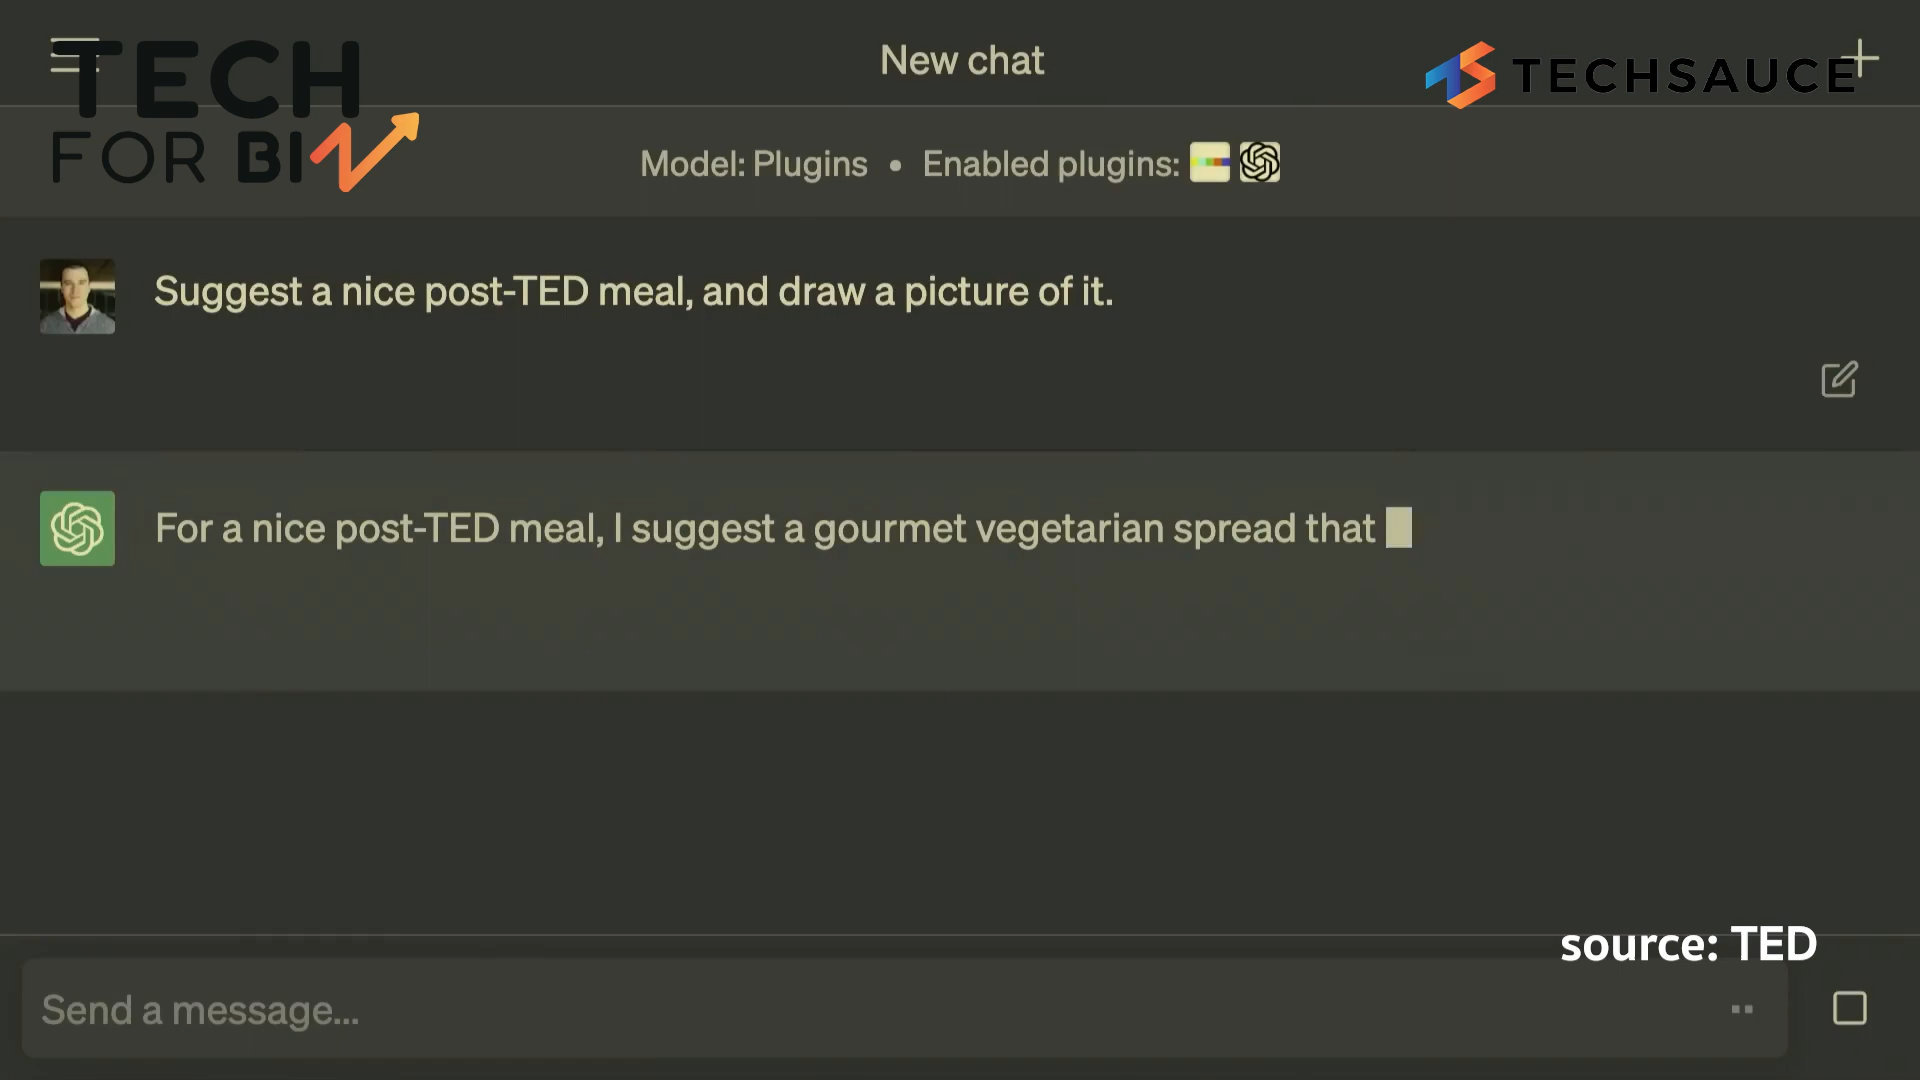 TECH
FOR BIZ
New chat
TECHSAUCE
Model: Plugins • Enabled plugins:
Suggest a nice post-TED meal, and draw a picture of it.
For a nice post-TED meal, I suggest a gourmet vegetarian spread that
source: TED
Send a message...